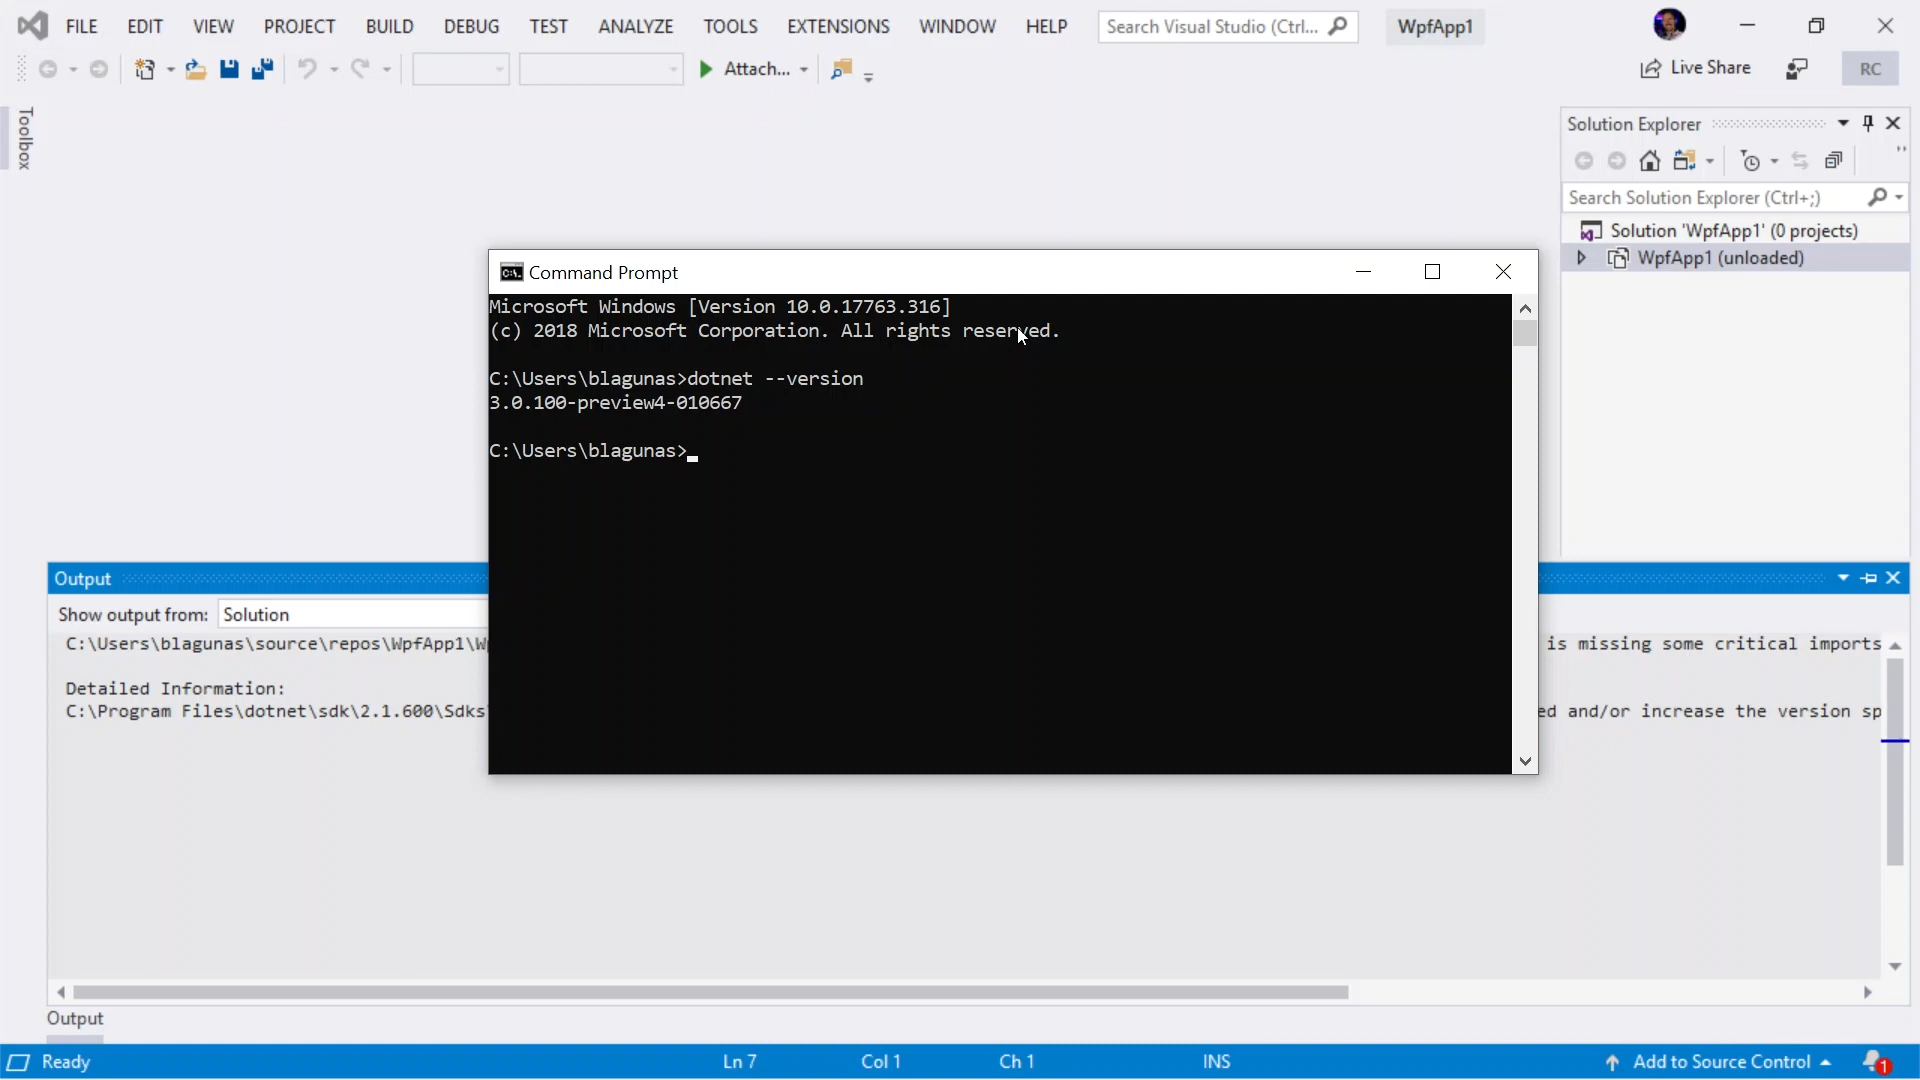 FILE EDIT VIEW PROJECT BUILD DEBUG TEST ANALYZE TOOLS EXTENSIONS WINDOW HELP Search Visual Studio (Ctrl... WpfApp1
Attach... Live Share RC
Toolbox
Solution Explorer
Search Solution Explorer (Ctrl+;)
Solution 'WpfApp1' (0 projects)
WpfApp1 (unloaded)
Command Prompt
Microsoft Windows [Version 10.0.17763.316]
(c) 2018 Microsoft Corporation. All rights reserved.
C:\Users\blagunas>dotnet --version
3.0.100-preview4-010667
C:\Users\blagunas>
Output
Show output from: Solution
C:\Users\blagunas\source\repos\WpfApp1\W is missing some critical imports
Detailed Information:
C:\Program Files\dotnet\sdk\2.1.600\Sdks ed and/or increase the version sp
Output
Ready Ln 7 Col 1 Ch 1 INS Add to Source Control 1